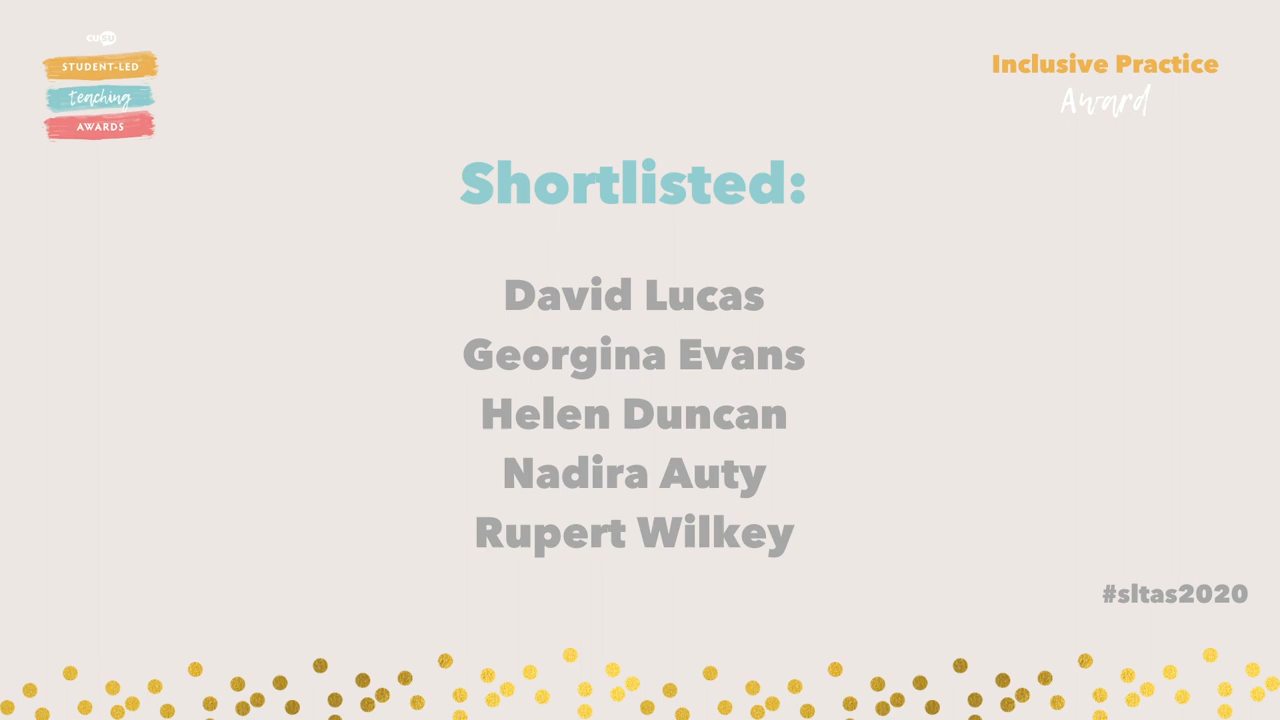 cusu
STUDENT-LED
teaching
AWARDS
Inclusive Practice
Award
Shortlisted:
David Lucas
Georgina Evans
Helen Duncan
Nadira Auty
Rupert Wilkey
#sltas2020